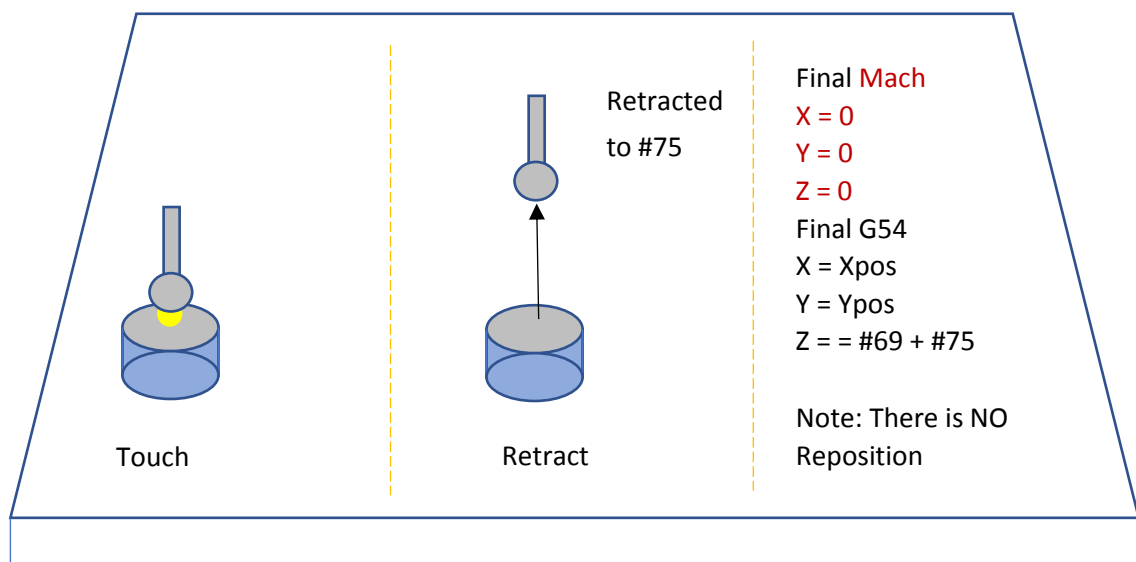 Touch
Retracted
to #75
Retract
Final Mach
X = 0
Y = 0
Z = 0
Final G54
X = Xpos
Y = Ypos
Z = = #69 + #75
Note: There is NO
Reposition